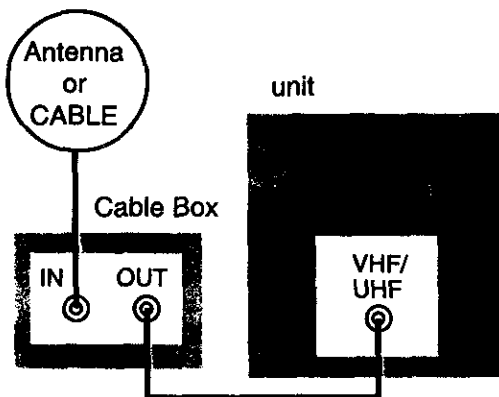 Antenna
or
CABLE
unit
Cable Box
IN OUT
VHF/
UHF